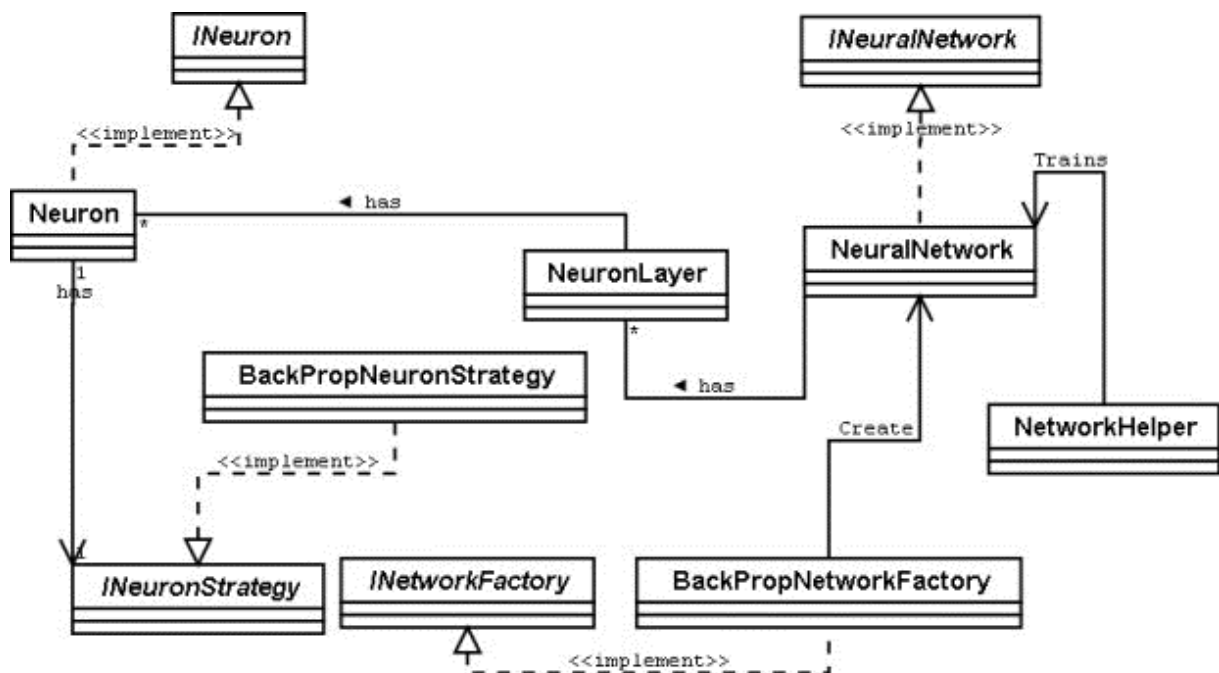 INeuron
INeuralNetwork
<<implement>>
<<implement>>
Trains
Neuron
◄ has
*
NeuralNetwork
NeuronLayer
1
has
*
BackPropNeuronStrategy
◄ has
Create
NetworkHelper
<<implement>>
1
INeuronStrategy
INetworkFactory
BackPropNetworkFactory
<<implement>>